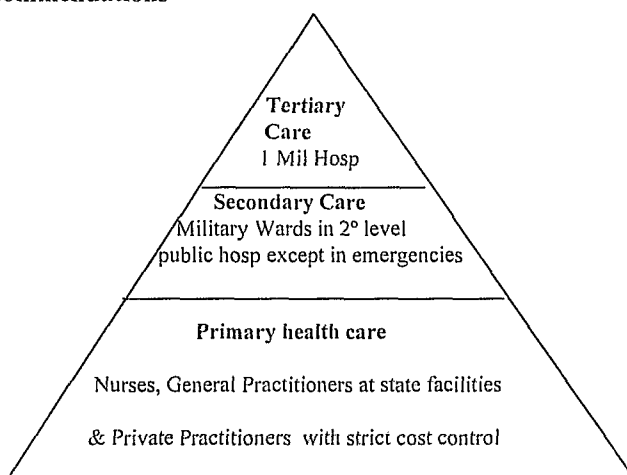 Tertiary
Care
1 Mil Hosp
Secondary Care
Military Wards in 2° level
public hosp except in emergencies
Primary health care
Nurses, General Practitioners at state facilities
& Private Practitioners with strict cost control